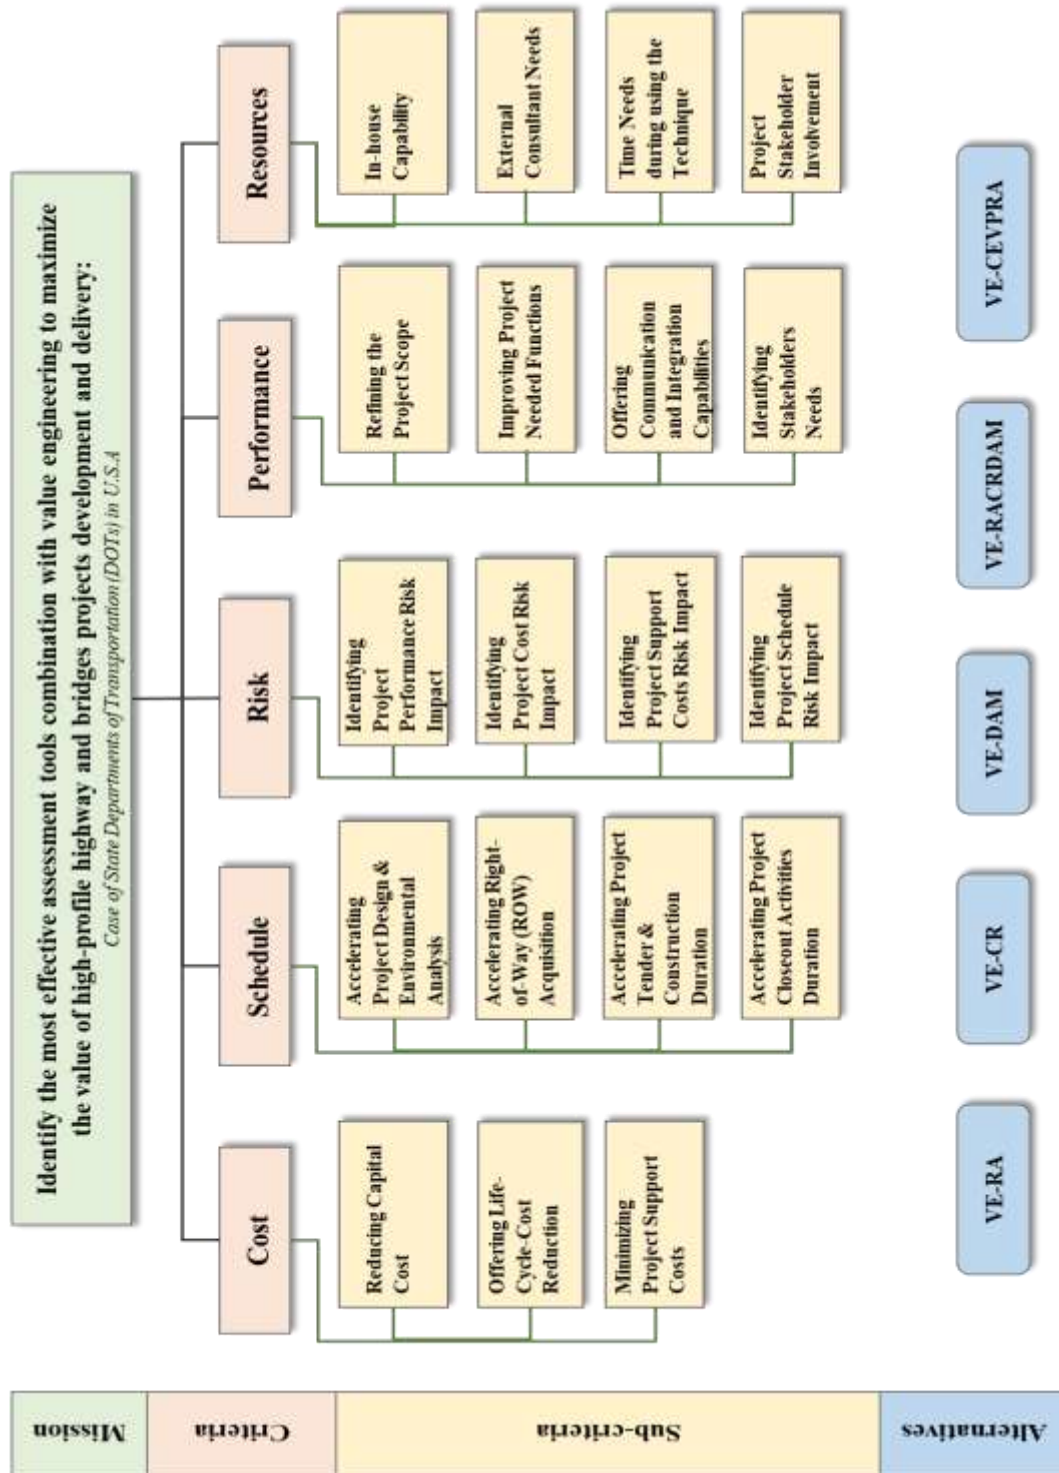 Identify the most effective assessment tools combination with value engineering to maximize
the value of high-profile highway and bridges projects development and delivery:
Case of State Departments of Transportation (DOTs) in U.S.A
Mission
Criteria
Cost
Schedule
Risk
Performance
Resources
Sub-criteria
Reducing Capital
Cost
Offering Life-
Cycle-Cost
Reduction
Minimizing
Project Support
Costs
Accelerating
Project Design &
Environmental
Analysis
Accelerating Right-
of-Way (ROW)
Acquisition
Accelerating Project
Tender &
Construction
Duration
Accelerating Project
Closeout Activities
Duration
Identifying
Project
Performance Risk
Impact
Identifying
Project Cost Risk
Impact
Identifying
Project Support
Costs Risk Impact
Identifying
Project Schedule
Risk Impact
Refining the
Project Scope
Improving Project
Needed Functions
Offering
Communication
and Integration
Capabilities
Identifying
Stakeholders
Needs
In-house
Capability
External
Consultant Needs
Time Needs
during using the
Technique
Project
Stakeholder
Involvement
Alternatives
VE-RA
VE-CR
VE-DAM
VE-RACRDAM
VE-CEVPRA